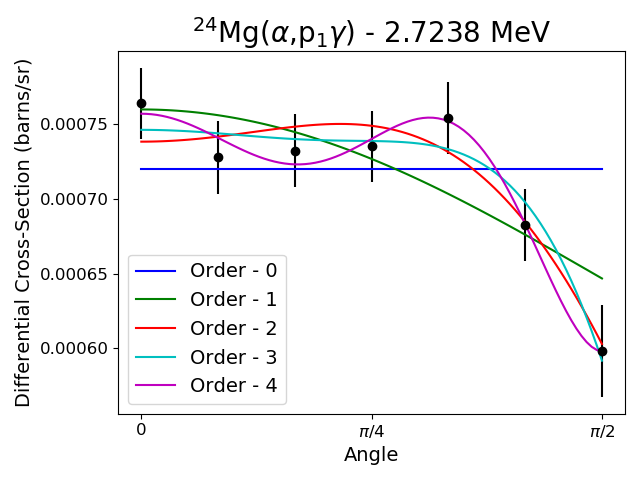 ²⁴Mg(α,p₁γ) - 2.7238 MeV
Differential Cross-Section (barns/sr)
0.00075
0.00070
0.00065
0.00060
Order - 0
Order - 1
Order - 2
Order - 3
Order - 4
0
π/4
π/2
Angle